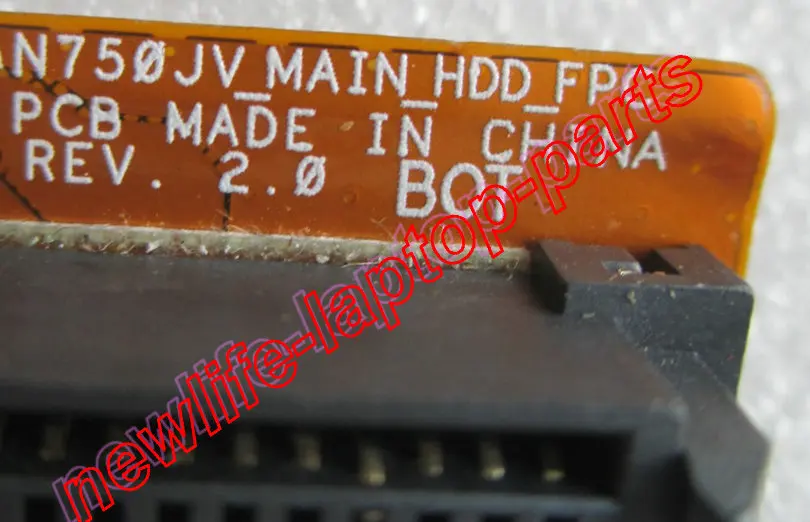 N750JV_MAIN_HDD_FPC
PCB MADE IN CHINA
REV. 2.0 BOT
newlife-laptop-parts